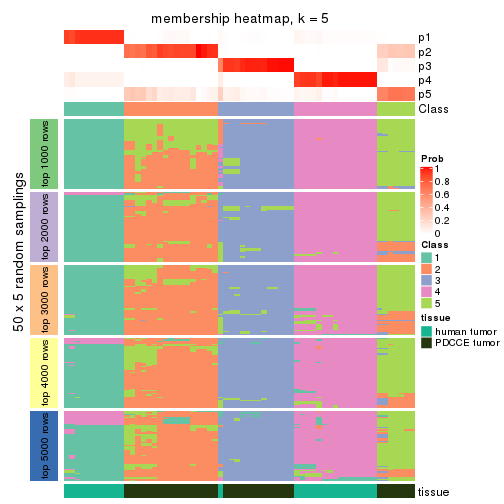 membership heatmap, k = 5
p1
p2
p3
p4
p5
Class
50 x 5 random samplings
top 1000 rows
top 2000 rows
top 3000 rows
top 4000 rows
top 5000 rows
tissue
Prob
1
0.8
0.6
0.4
0.2
0
Class
1
2
3
4
5
tissue
human tumor
PDCCE tumor